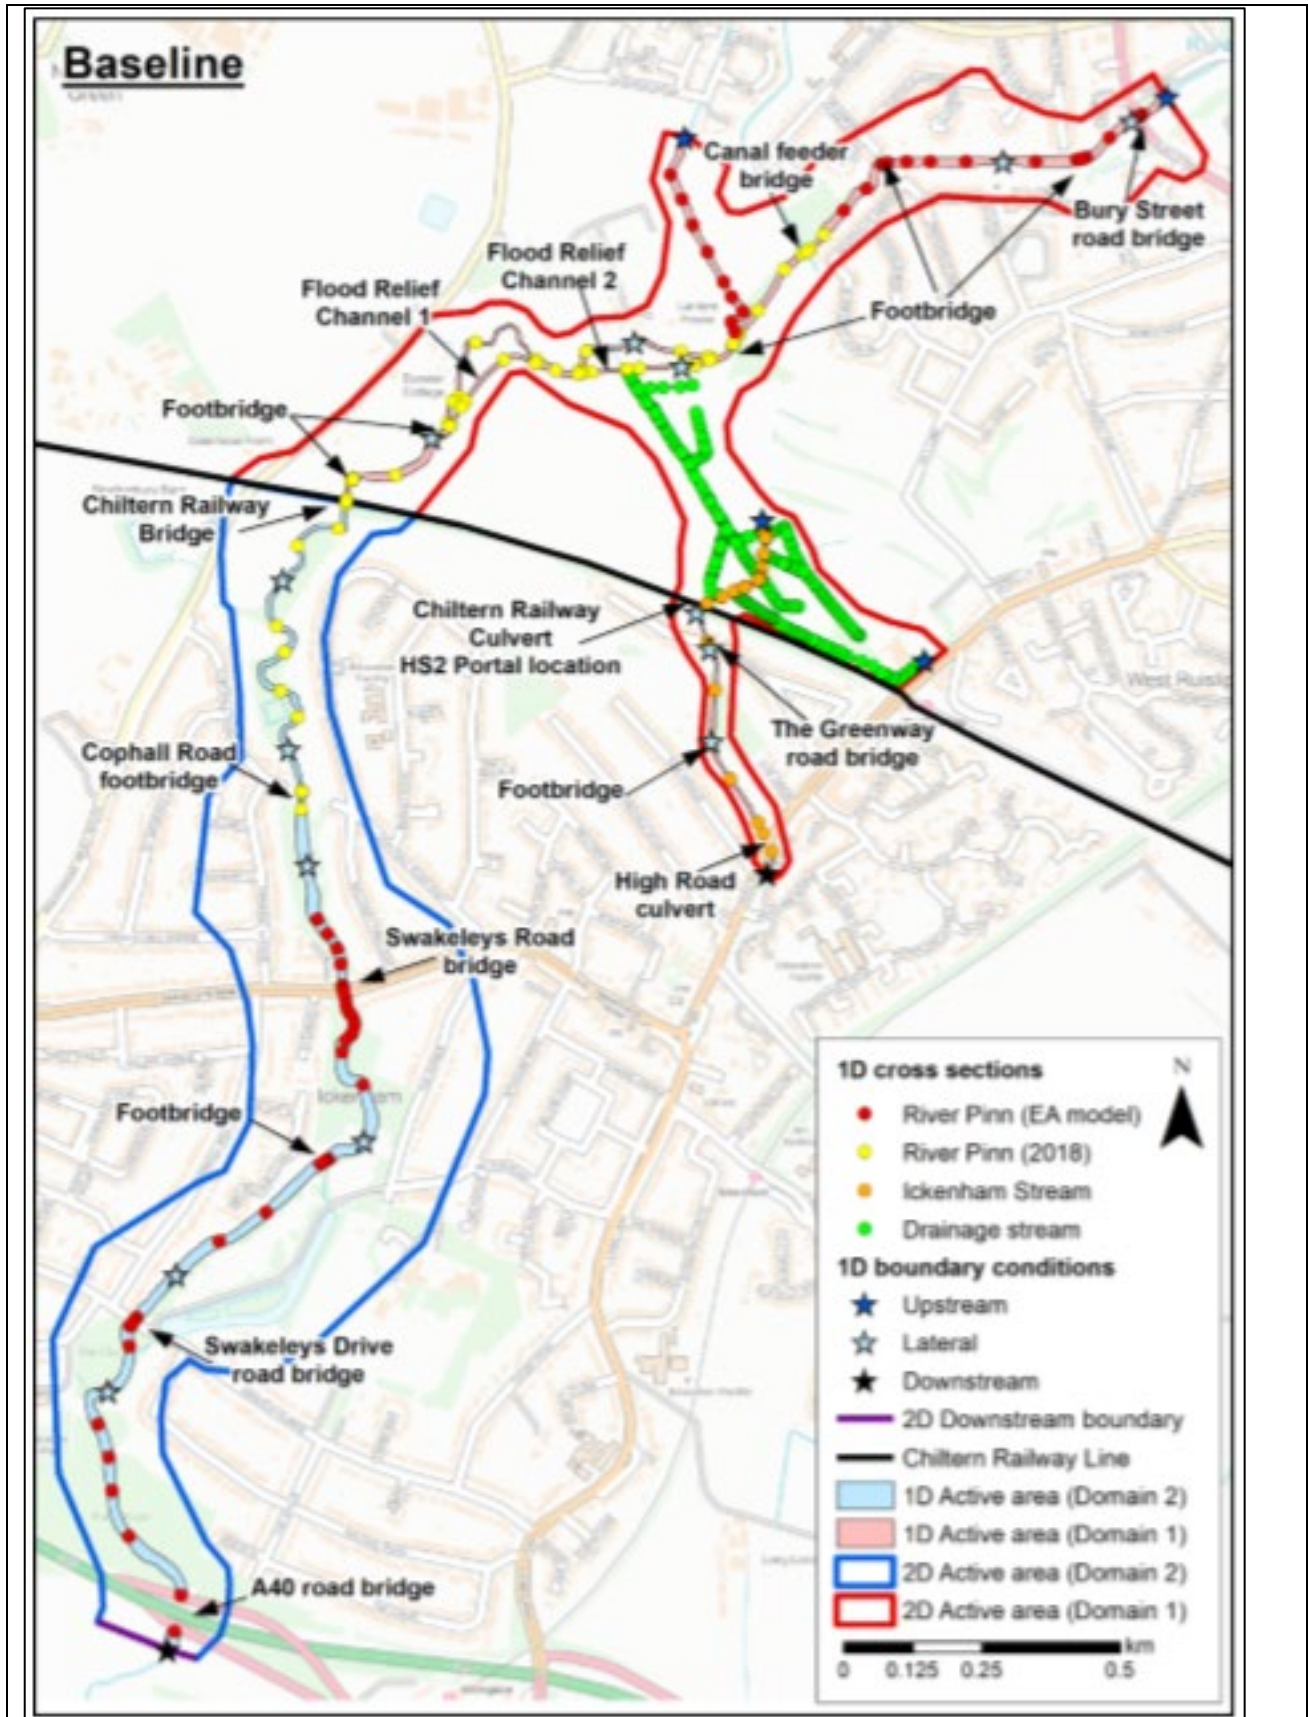 Baseline
Canal feeder
bridge
Bury Street
road bridge
Flood Relief
Channel 2
Flood Relief
Channel 1
Footbridge
Footbridge
Chiltern Railway
Bridge
Chiltern Railway
Culvert
HS2 Portal location
West Ruislip
The Greenway
road bridge
Cophall Road
footbridge
Footbridge
High Road
culvert
Swakeleys Road
bridge
Ickenham
Footbridge
Swakeleys Drive
road bridge
A40 road bridge
N
1D cross sections
River Pinn (EA model)
River Pinn (2018)
Ickenham Stream
Drainage stream
1D boundary conditions
Upstream
Lateral
Downstream
2D Downstream boundary
Chiltern Railway Line
1D Active area (Domain 2)
1D Active area (Domain 1)
2D Active area (Domain 2)
2D Active area (Domain 1)
km
0 0.125 0.25 0.5